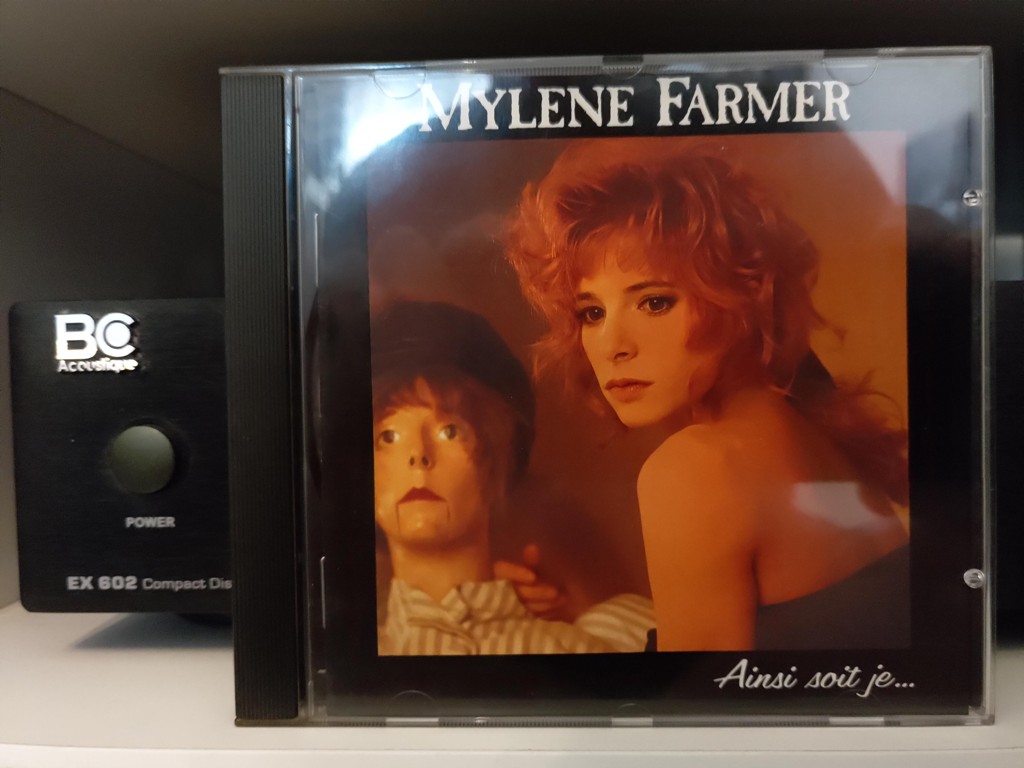 MYLENE FARMER
BC
Acoustique
POWER
EX 602 Compact Dis
Ainsi soit je...